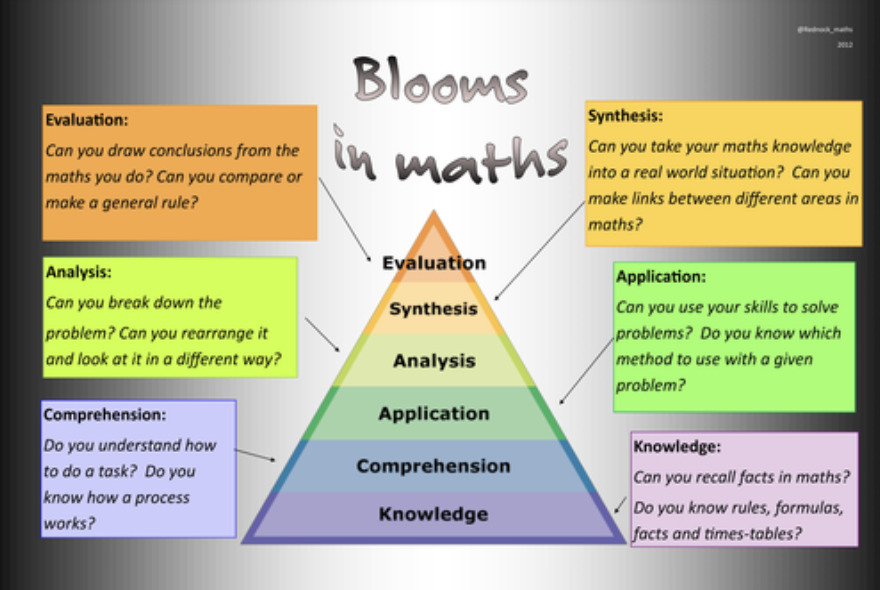 @Rednock_maths
2012
Blooms
in maths
Evaluation:
Can you draw conclusions from the
maths you do? Can you compare or
make a general rule?
Synthesis:
Can you take your maths knowledge
into a real world situation? Can you
make links between different areas in
maths?
Analysis:
Can you break down the
problem? Can you rearrange it
and look at it in a different way?
Application:
Can you use your skills to solve
problems? Do you know which
method to use with a given
problem?
Comprehension:
Do you understand how
to do a task? Do you
know how a process
works?
Knowledge:
Can you recall facts in maths?
Do you know rules, formulas,
facts and times-tables?
Evaluation
Synthesis
Analysis
Application
Comprehension
Knowledge